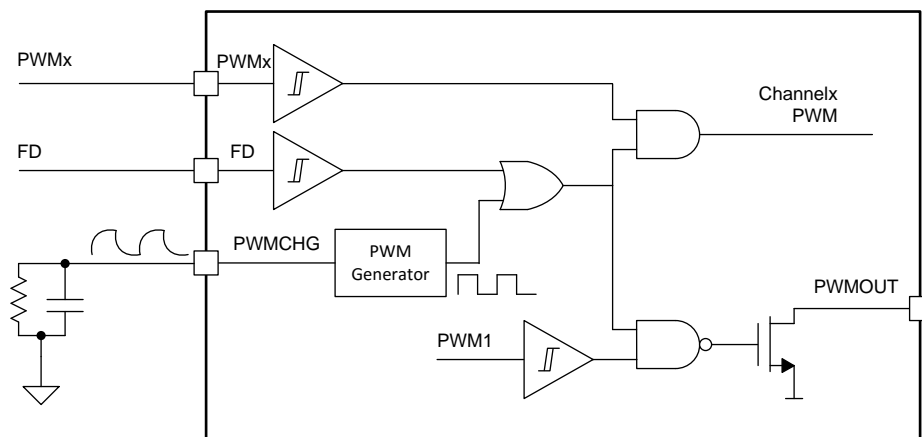 PWMx
PWMx
Channelx
PWM
FD
FD
PWMCHG
PWM
Generator
PWMOUT
PWM1